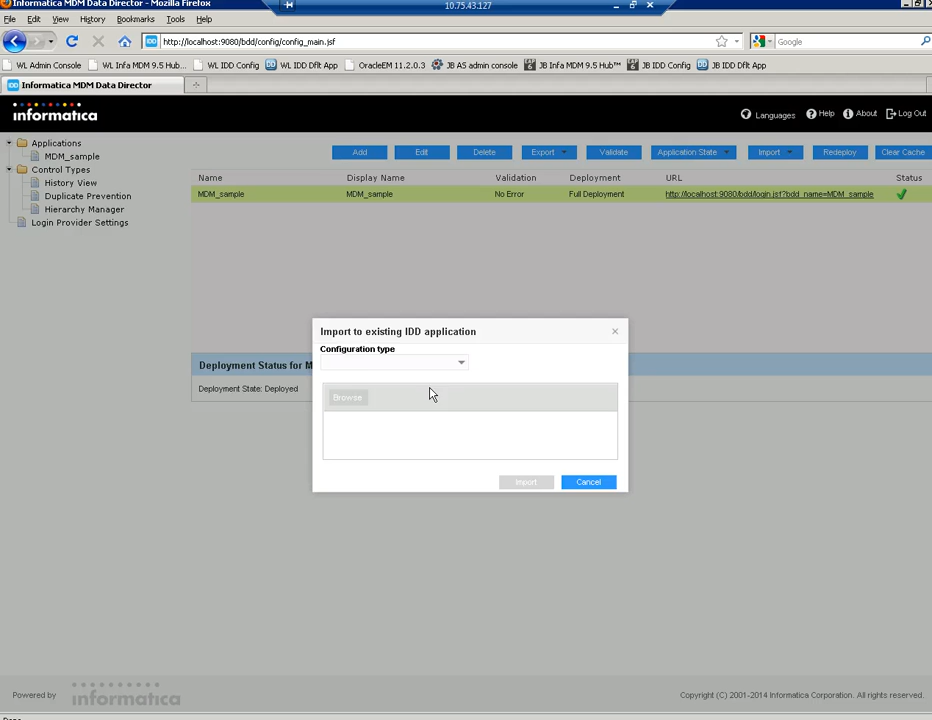 Informatica MDM Data Director - Mozilla Firefox
10.75.43.127
File Edit View History Bookmarks Tools Help
IDD http://localhost:9080/bdd/config/config_main.jsf
Google
WL Admin Console WL Infa MDM 9.5 Hub... WL IDD Config WL IDD Dflt App OracleEM 11.2.0.3 JB AS admin console JB Infa MDM 9.5 Hub™ JB IDD Config JB IDD Dflt App
IDD Informatica MDM Data Director
informatica
Languages Help About Log Out
Applications
MDM_sample
Control Types
History View
Duplicate Prevention
Hierarchy Manager
Login Provider Settings
Add Edit Delete Export Validate Application State Import Redeploy Clear Cache
Name Display Name Validation Deployment URL Status
MDM_sample MDM_sample No Error Full Deployment http://localhost:9080/bdd/login.jsf?bdd_name=MDM_sample
Import to existing IDD application
Configuration type
Deployment Status for M
Deployment State: Deployed
Browse
Import Cancel
Powered by informatica
Copyright (C) 2001-2014 Informatica Corporation. All rights reserved.